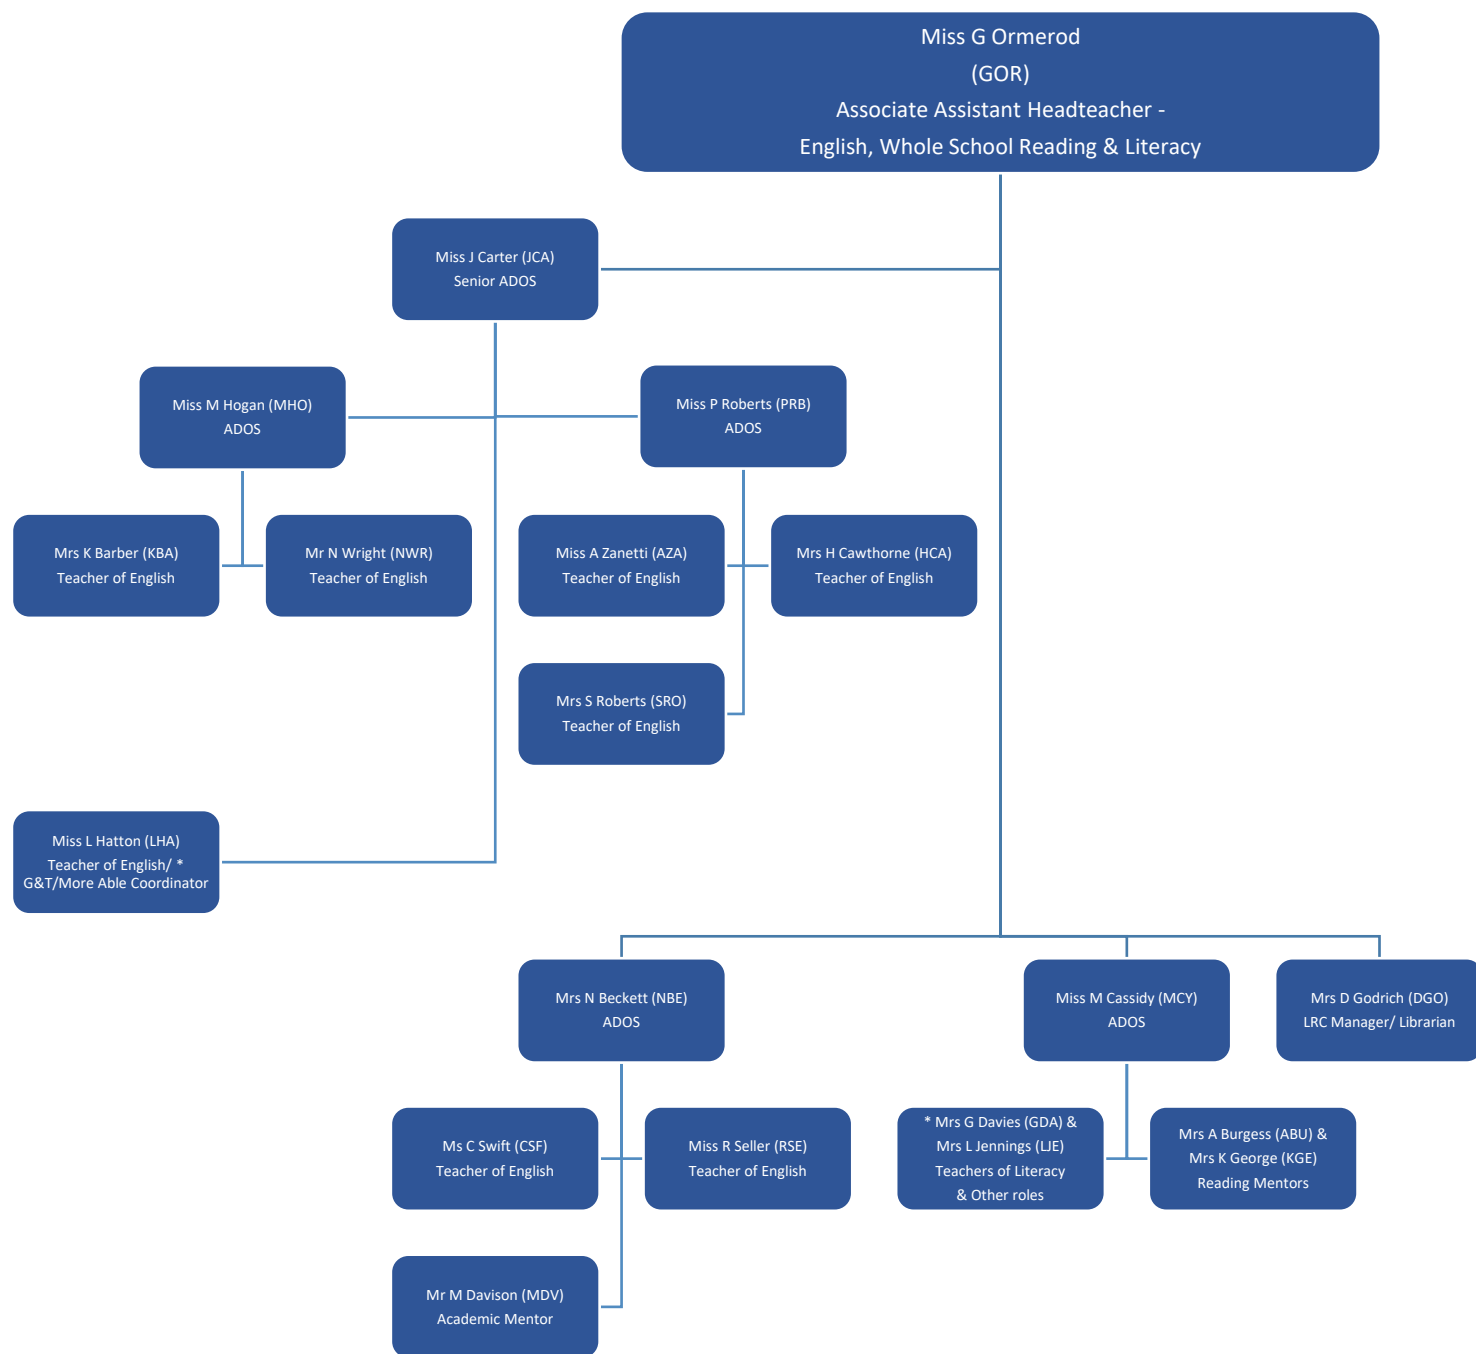 Miss G Ormerod
(GOR)
Associate Assistant Headteacher -
English, Whole School Reading & Literacy
Miss J Carter (JCA)
Senior ADOS
Miss M Hogan (MHO)
ADOS
Miss P Roberts (PRB)
ADOS
Mrs K Barber (KBA)
Teacher of English
Mr N Wright (NWR)
Teacher of English
Miss A Zanetti (AZA)
Teacher of English
Mrs H Cawthorne (HCA)
Teacher of English
Mrs S Roberts (SRO)
Teacher of English
Miss L Hatton (LHA)
Teacher of English/ *
G&T/More Able Coordinator
Mrs N Beckett (NBE)
ADOS
Miss M Cassidy (MCY)
ADOS
Mrs D Godrich (DGO)
LRC Manager/ Librarian
Ms C Swift (CSF)
Teacher of English
Miss R Seller (RSE)
Teacher of English
* Mrs G Davies (GDA) &
Mrs L Jennings (LJE)
Teachers of Literacy
& Other roles
Mrs A Burgess (ABU) &
Mrs K George (KGE)
Reading Mentors
Mr M Davison (MDV)
Academic Mentor